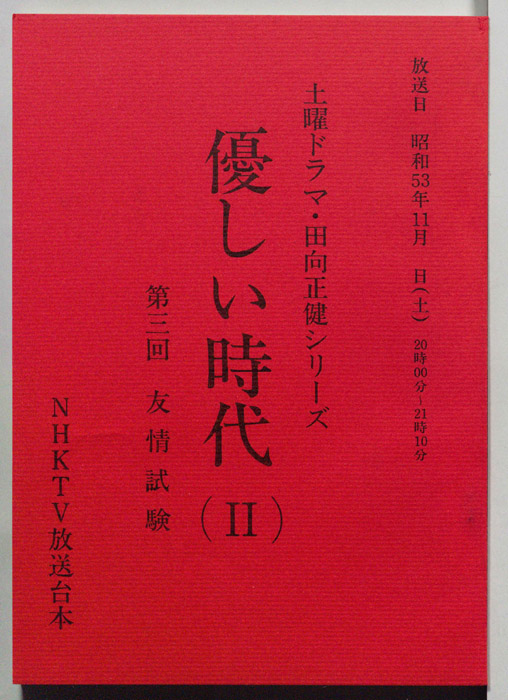 放送日　昭和53年11月　日(土)　20時00分－21時10分
土曜ドラマ・田向正健シリーズ
優しい時代(II)
第三回　友情試験
NHKTV放送台本